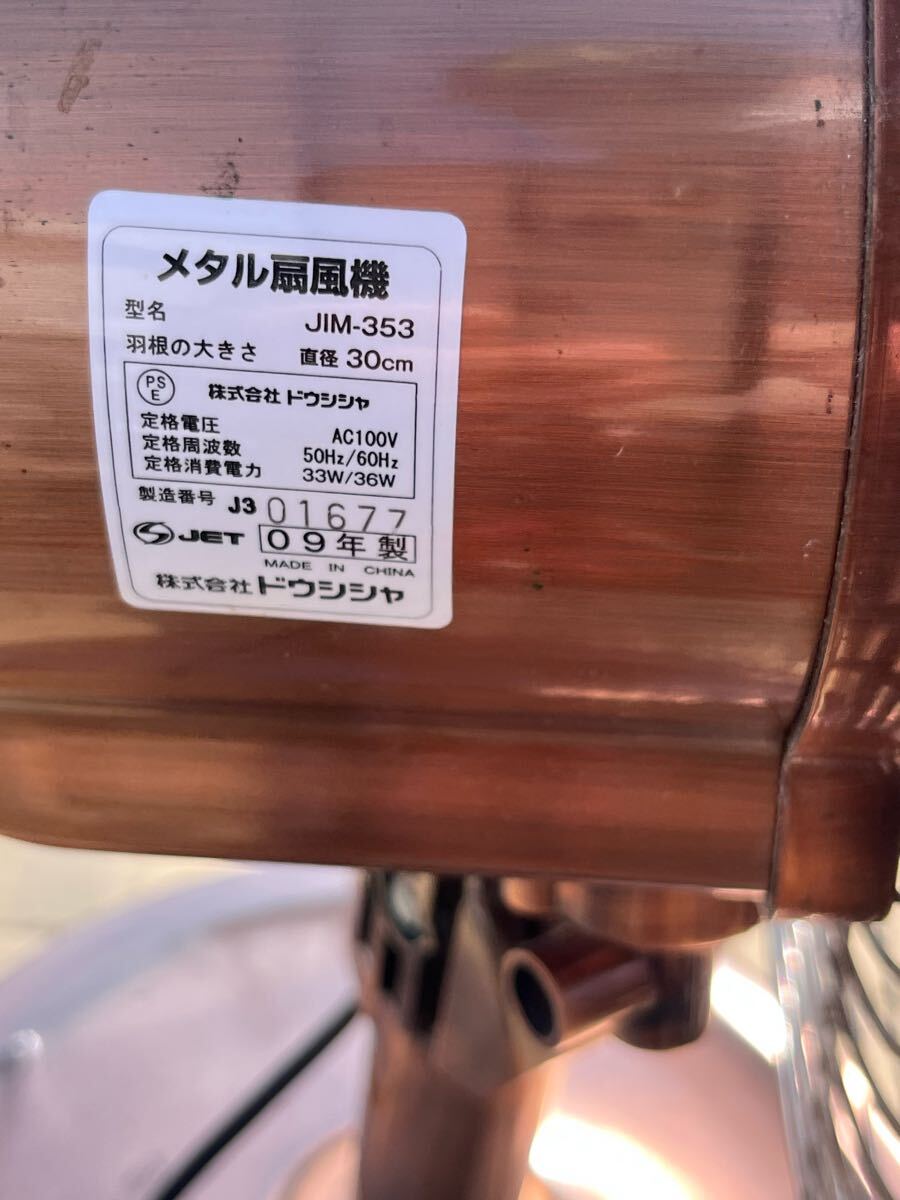 メタル扇風機
型名 JIM-353
羽根の大きさ 直径 30cm
PS E 株式会社 ドウシシャ
定格電圧 AC100V
定格周波数 50Hz/60Hz
定格消費電力 33W/36W
製造番号 J3 01677
JET 09年製
MADE IN CHINA
株式会社 ドウシシャ